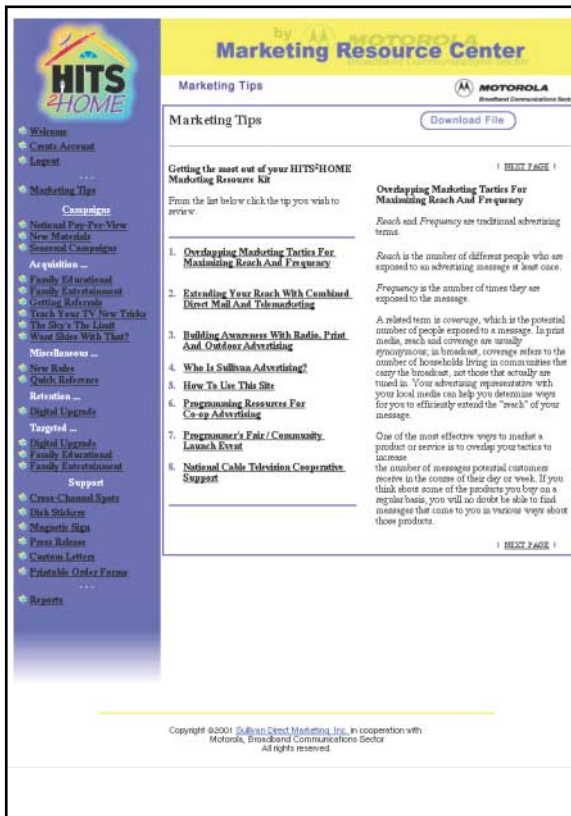 HITS
2HOME
by MOTOROLA
Broadband Communications Sector
Marketing Resource Center
Marketing Tips
MOTOROLA
Broadband Communications Sector
Welcome
Create Account
Logout
Marketing Tips
Campaigns
National Pay-Per-View
New Materials
Seasonal Campaigns
Acquisition ...
Family Educational
Family Entertainment
Getting Referrals
Teach Your TV New Tricks
The Sky's The Limit
Want Skies With That?
Miscellaneous ...
New Rules
Quick Reference
Retention ...
Digital Upgrade
Targeted ...
Digital Upgrade
Family Educational
Family Entertainment
Support
Cross-Channel Spots
Dish Stickers
Magnetic Sign
Press Release
Custom Letters
Printable Order Forms
Reports
Marketing Tips
Download File
Getting the most out of your HITS²HOME
Marketing Resource Kit
From the list below click the tip you wish to
review.
1. Overlapping Marketing Tactics For
Maximizing Reach And Frequency
2. Extending Your Reach With Combined
Direct Mail And Telemarketing
3. Building Awareness With Radio, Print
And Outdoor Advertising
4. Who Is Sullivan Advertising?
5. How To Use This Site
6. Programming Resources For
Co-op Advertising
7. Programmer's Fair / Community
Launch Event
8. National Cable Television Cooperative
Support
| NEXT PAGE |
Overlapping Marketing Tactics For
Maximizing Reach And Frequency
Reach and Frequency are traditional advertising
terms.
Reach is the number of different people who are
exposed to an advertising message at least once.
Frequency is the number of times they are
exposed to the message.
A related term is coverage, which is the potential
number of people exposed to a message. In print
media, reach and coverage are usually
synonymous; in broadcast, coverage refers to the
number of households living in communities that
carry the broadcast, not those that actually are
tuned in. Your advertising representative with
your local media can help you determine ways
for you to efficiently extend the "reach" of your
message.
One of the most effective ways to market a
product or service is to overlap your tactics to
increase
the number of messages potential customers
receive in the course of their day or week. If you
think about some of the products you buy on a
regular basis, you will no doubt be able to find
messages that come to you in various ways about
those products.
| NEXT PAGE |
Copyright ©2001 Sullivan Direct Marketing, Inc. in cooperation with
Motorola, Broadband Communications Sector
All rights reserved.